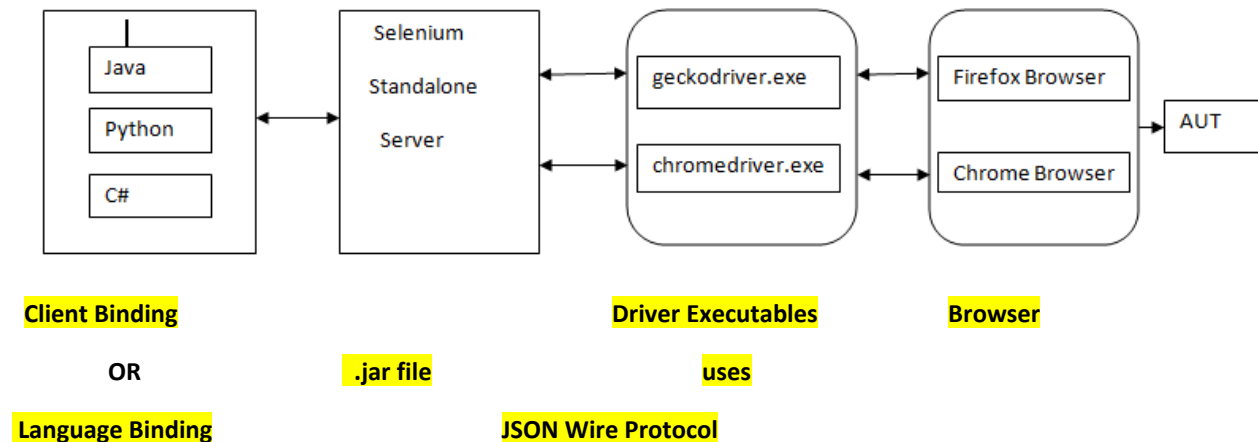 Java
Python
C#
Selenium
Standalone
Server
geckodriver.exe
chromedriver.exe
Firefox Browser
Chrome Browser
AUT
Client Binding
Driver Executables
Browser
OR
.jar file
uses
Language Binding
JSON Wire Protocol